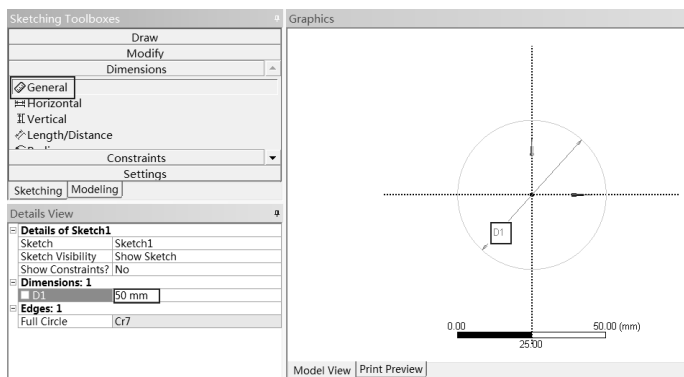 Sketching Toolboxes
Draw
Modify
Dimensions
General
Horizontal
Vertical
Length/Distance
Constraints
Settings
Sketching Modeling
Details View
Details of Sketch1
Sketch Sketch1
Sketch Visibility Show Sketch
Show Constraints? No
Dimensions: 1
D1 50 mm
Edges: 1
Full Circle Cr7
Graphics
D1
0.00 50.00 (mm)
25.00
Model View Print Preview